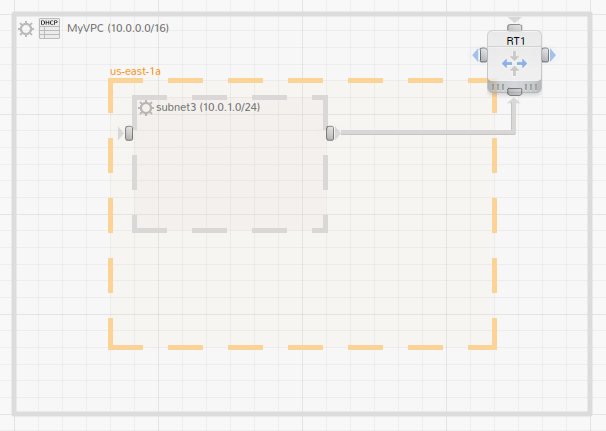 DHCP
MyVPC (10.0.0.0/16)
RT1
us-east-1a
subnet3 (10.0.1.0/24)